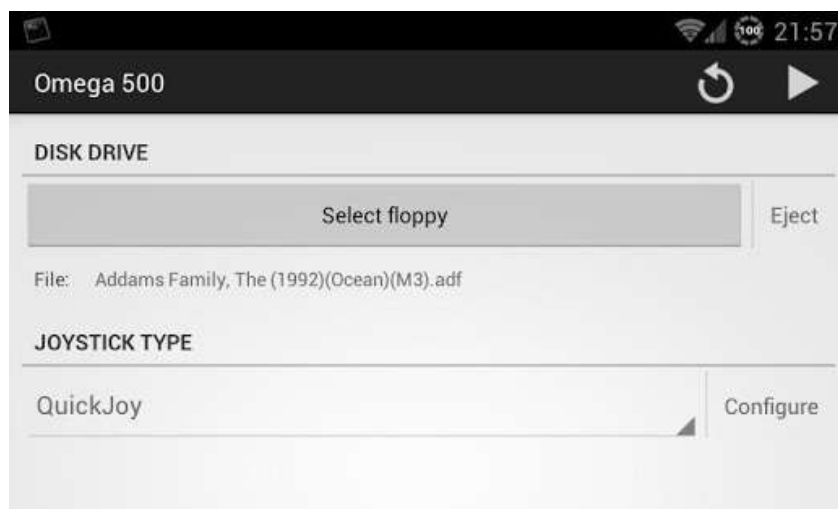 100 21:57
Omega 500
DISK DRIVE
Select floppy Eject
File: Addams Family, The (1992)(Ocean)(M3).adf
JOYSTICK TYPE
QuickJoy Configure